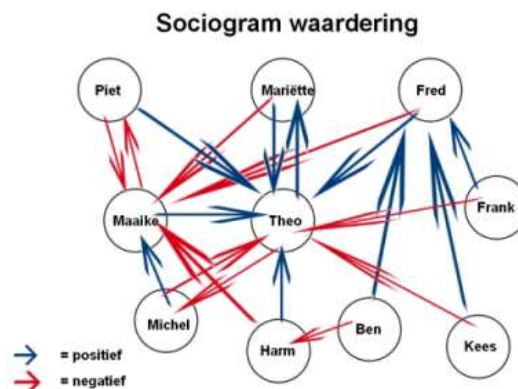 Sociogram waardering
Piet
Mariëtte
Fred
Maaike
Theo
Frank
Michel
Harm
Ben
Kees
= positief
= negatief